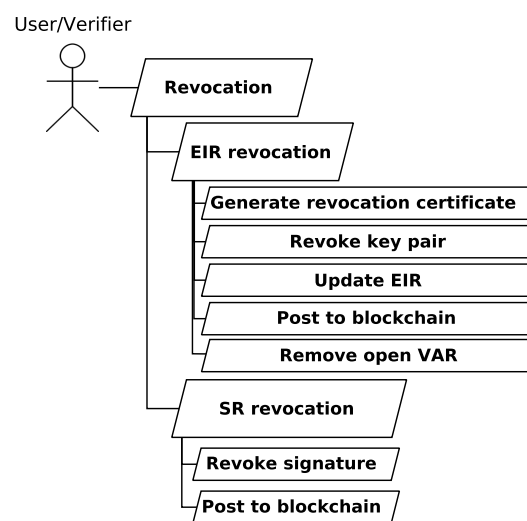 User/Verifier
Revocation
EIR revocation
Generate revocation certificate
Revoke key pair
Update EIR
Post to blockchain
Remove open VAR
SR revocation
Revoke signature
Post to blockchain